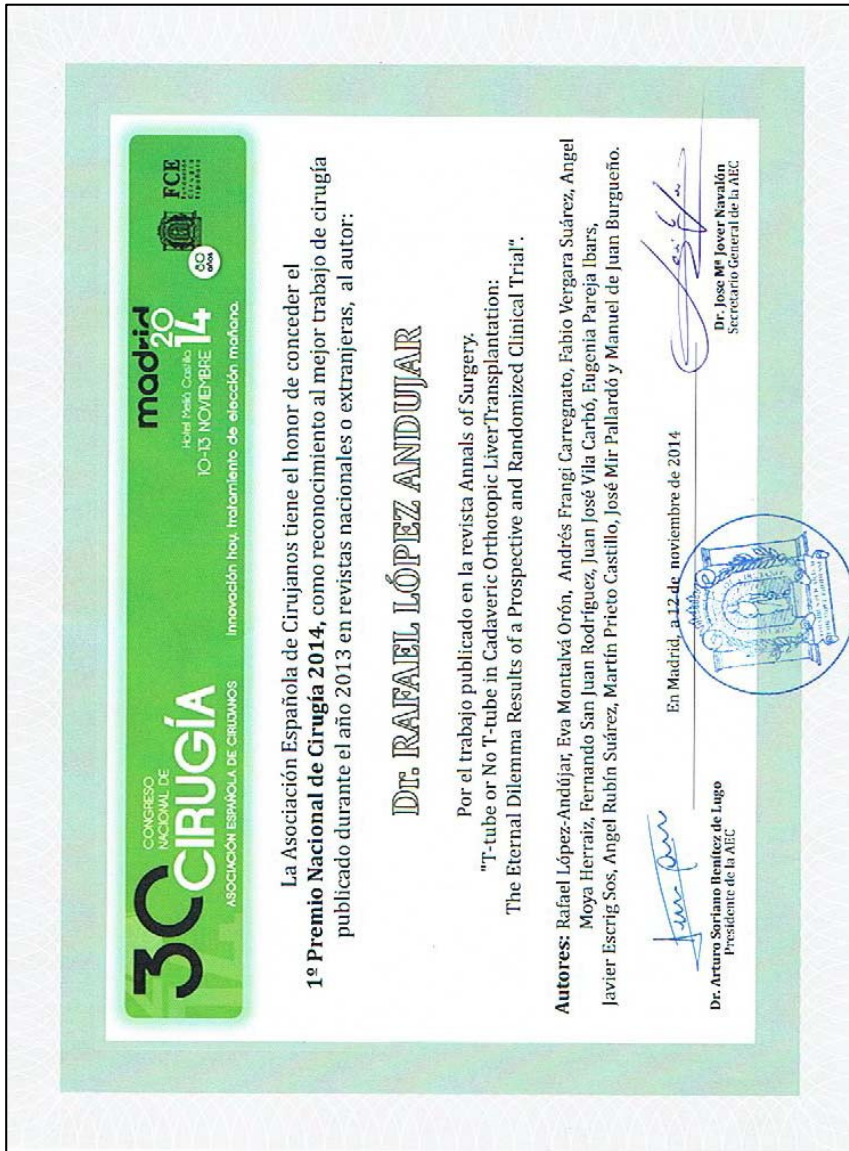 30 CONGRESO
NACIONAL DE
CIRUGÍA
ASOCIACIÓN ESPAÑOLA DE CIRUJANOS
Innovación hoy, tratamiento de elección mañana.
madrid
20
14
Hotel Meliá Castilla
10-13 NOVIEMBRE
80
años
FCE
Fundación
Cirugía
Española
La Asociación Española de Cirujanos tiene el honor de conceder el
1º Premio Nacional de Cirugía 2014, como reconocimiento al mejor trabajo de cirugía
publicado durante el año 2013 en revistas nacionales o extranjeras, al autor:
Dr. RAFAEL LÓPEZ ANDUJAR
Por el trabajo publicado en la revista Annals of Surgery.
"T-tube or No T-tube in Cadaveric Orthotopic LiverTransplantation:
The Eternal Dilemma Results of a Prospective and Randomized Clinical Trial".
Autores: Rafael López-Andújar, Eva Montalvá Orón, Andrés Frangi Carregnato, Fabio Vergara Suárez, Angel
Moya Herraiz, Fernando San Juan Rodríguez, Juan José Vila Carbó, Eugenia Pareja Ibars,
Javier Escrig Sos, Angel Rubín Suárez, Martín Prieto Castillo, José Mir Pallardó y Manuel de Juan Burgueño.
En Madrid, a 12 de noviembre de 2014
Dr. Arturo Soriano Benítez de Lugo
Presidente de la AEC
Dr. Jose Mª Jover Navalón
Secretario General de la AEC